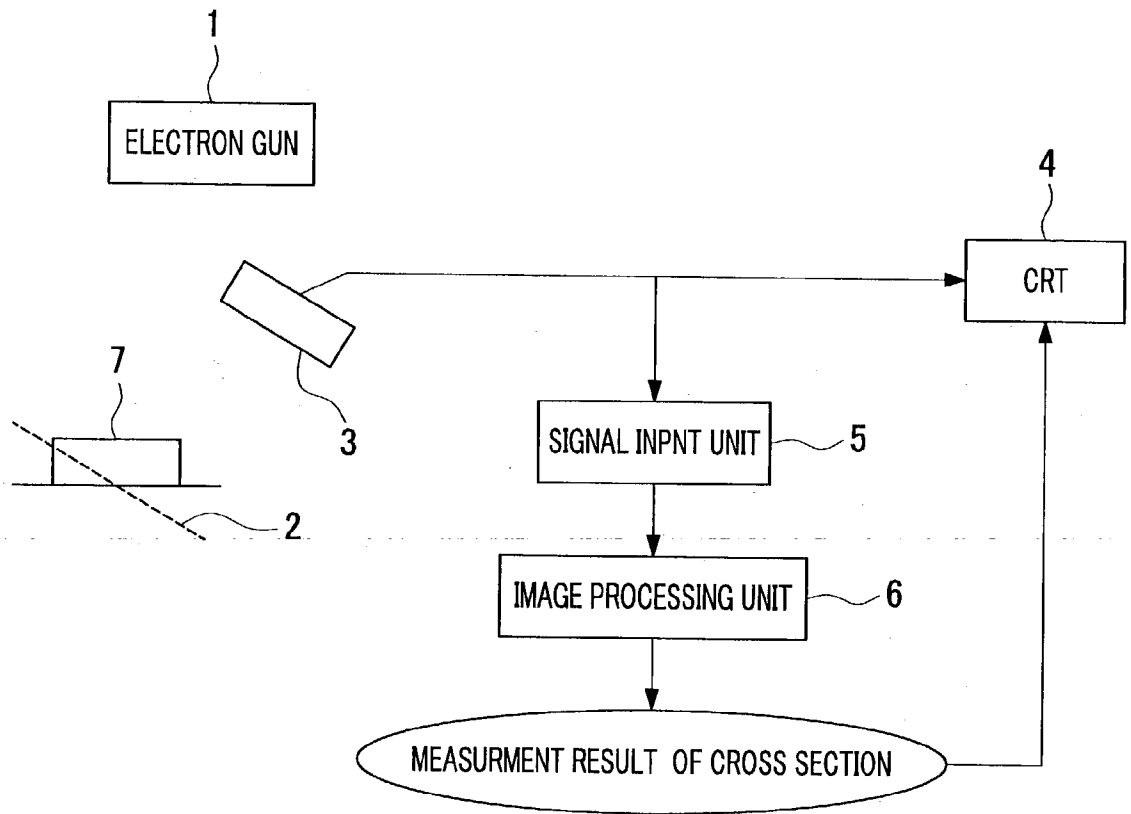 1
ELECTRON GUN
4
CRT
3
7
SIGNAL INPNT UNIT
5
2
IMAGE PROCESSING UNIT
6
MEASURMENT RESULT OF CROSS SECTION